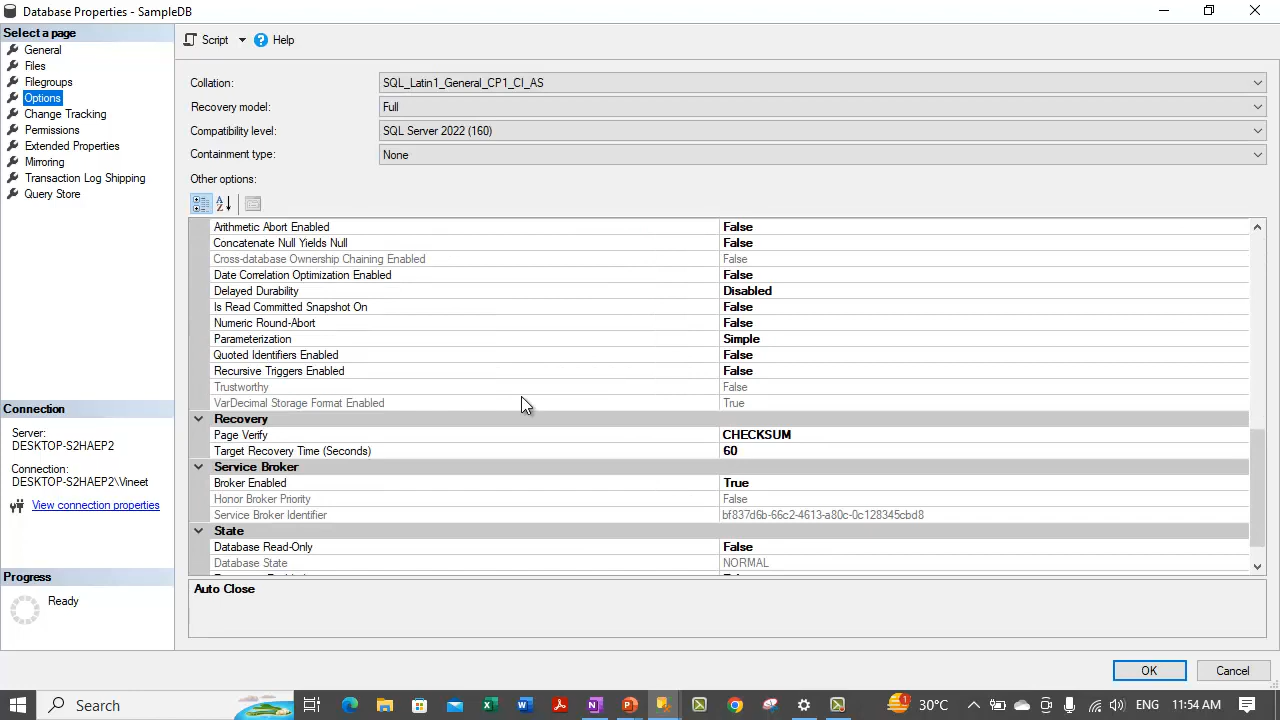 Database Properties - SampleDB
Select a page
General
Files
Filegroups
Options
Change Tracking
Permissions
Extended Properties
Mirroring
Transaction Log Shipping
Query Store
Connection
Server:
DESKTOP-S2HAEP2
Connection:
DESKTOP-S2HAEP2\Vineet
View connection properties
Progress
Ready
Script
Help
Collation: SQL_Latin1_General_CP1_CI_AS
Recovery model: Full
Compatibility level: SQL Server 2022 (160)
Containment type: None
Other options:
Arithmetic Abort Enabled False
Concatenate Null Yields Null False
Cross-database Ownership Chaining Enabled False
Date Correlation Optimization Enabled False
Delayed Durability Disabled
Is Read Committed Snapshot On False
Numeric Round-Abort False
Parameterization Simple
Quoted Identifiers Enabled False
Recursive Triggers Enabled False
Trustworthy False
VarDecimal Storage Format Enabled True
Recovery
Page Verify CHECKSUM
Target Recovery Time (Seconds) 60
Service Broker
Broker Enabled True
Honor Broker Priority False
Service Broker Identifier bf837d6b-66c2-4613-a80c-0c128345cbd8
State
Database Read-Only False
Database State NORMAL
Auto Close
OK
Cancel
Search
1
30°C
ENG
11:54 AM